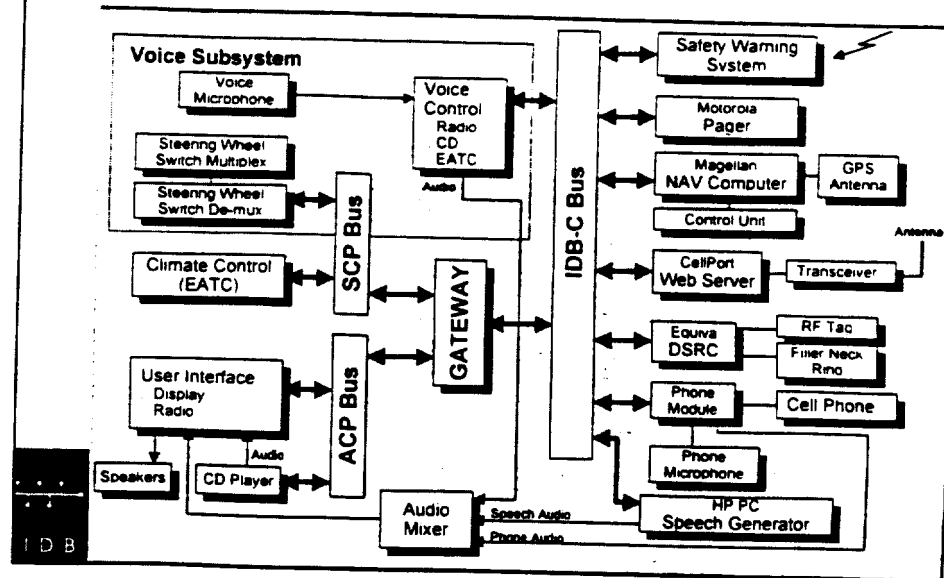 Voice Subsystem
Voice
Microphone
Voice
Control
Radio
CD
EATC
Audio
Steering Wheel
Switch Multiplex
Steering Wheel
Switch De-mux
Climate Control
(EATC)
SCP Bus
GATEWAY
ACP Bus
User Interface
Display
Radio
Audio
Speakers
CD Player
Audio
Mixer
Speech Audio
Phone Audio
IDB-C Bus
Safety Warning
System
Motorola
Pager
Magellan
NAV Computer
GPS
Antenna
Control Unit
Antenna
CellPort
Web Server
Transceiver
Equiva
DSRC
RF Tag
Filler Neck
Ring
Phone
Module
Cell Phone
Phone
Microphone
HP PC
Speech Generator
I D B